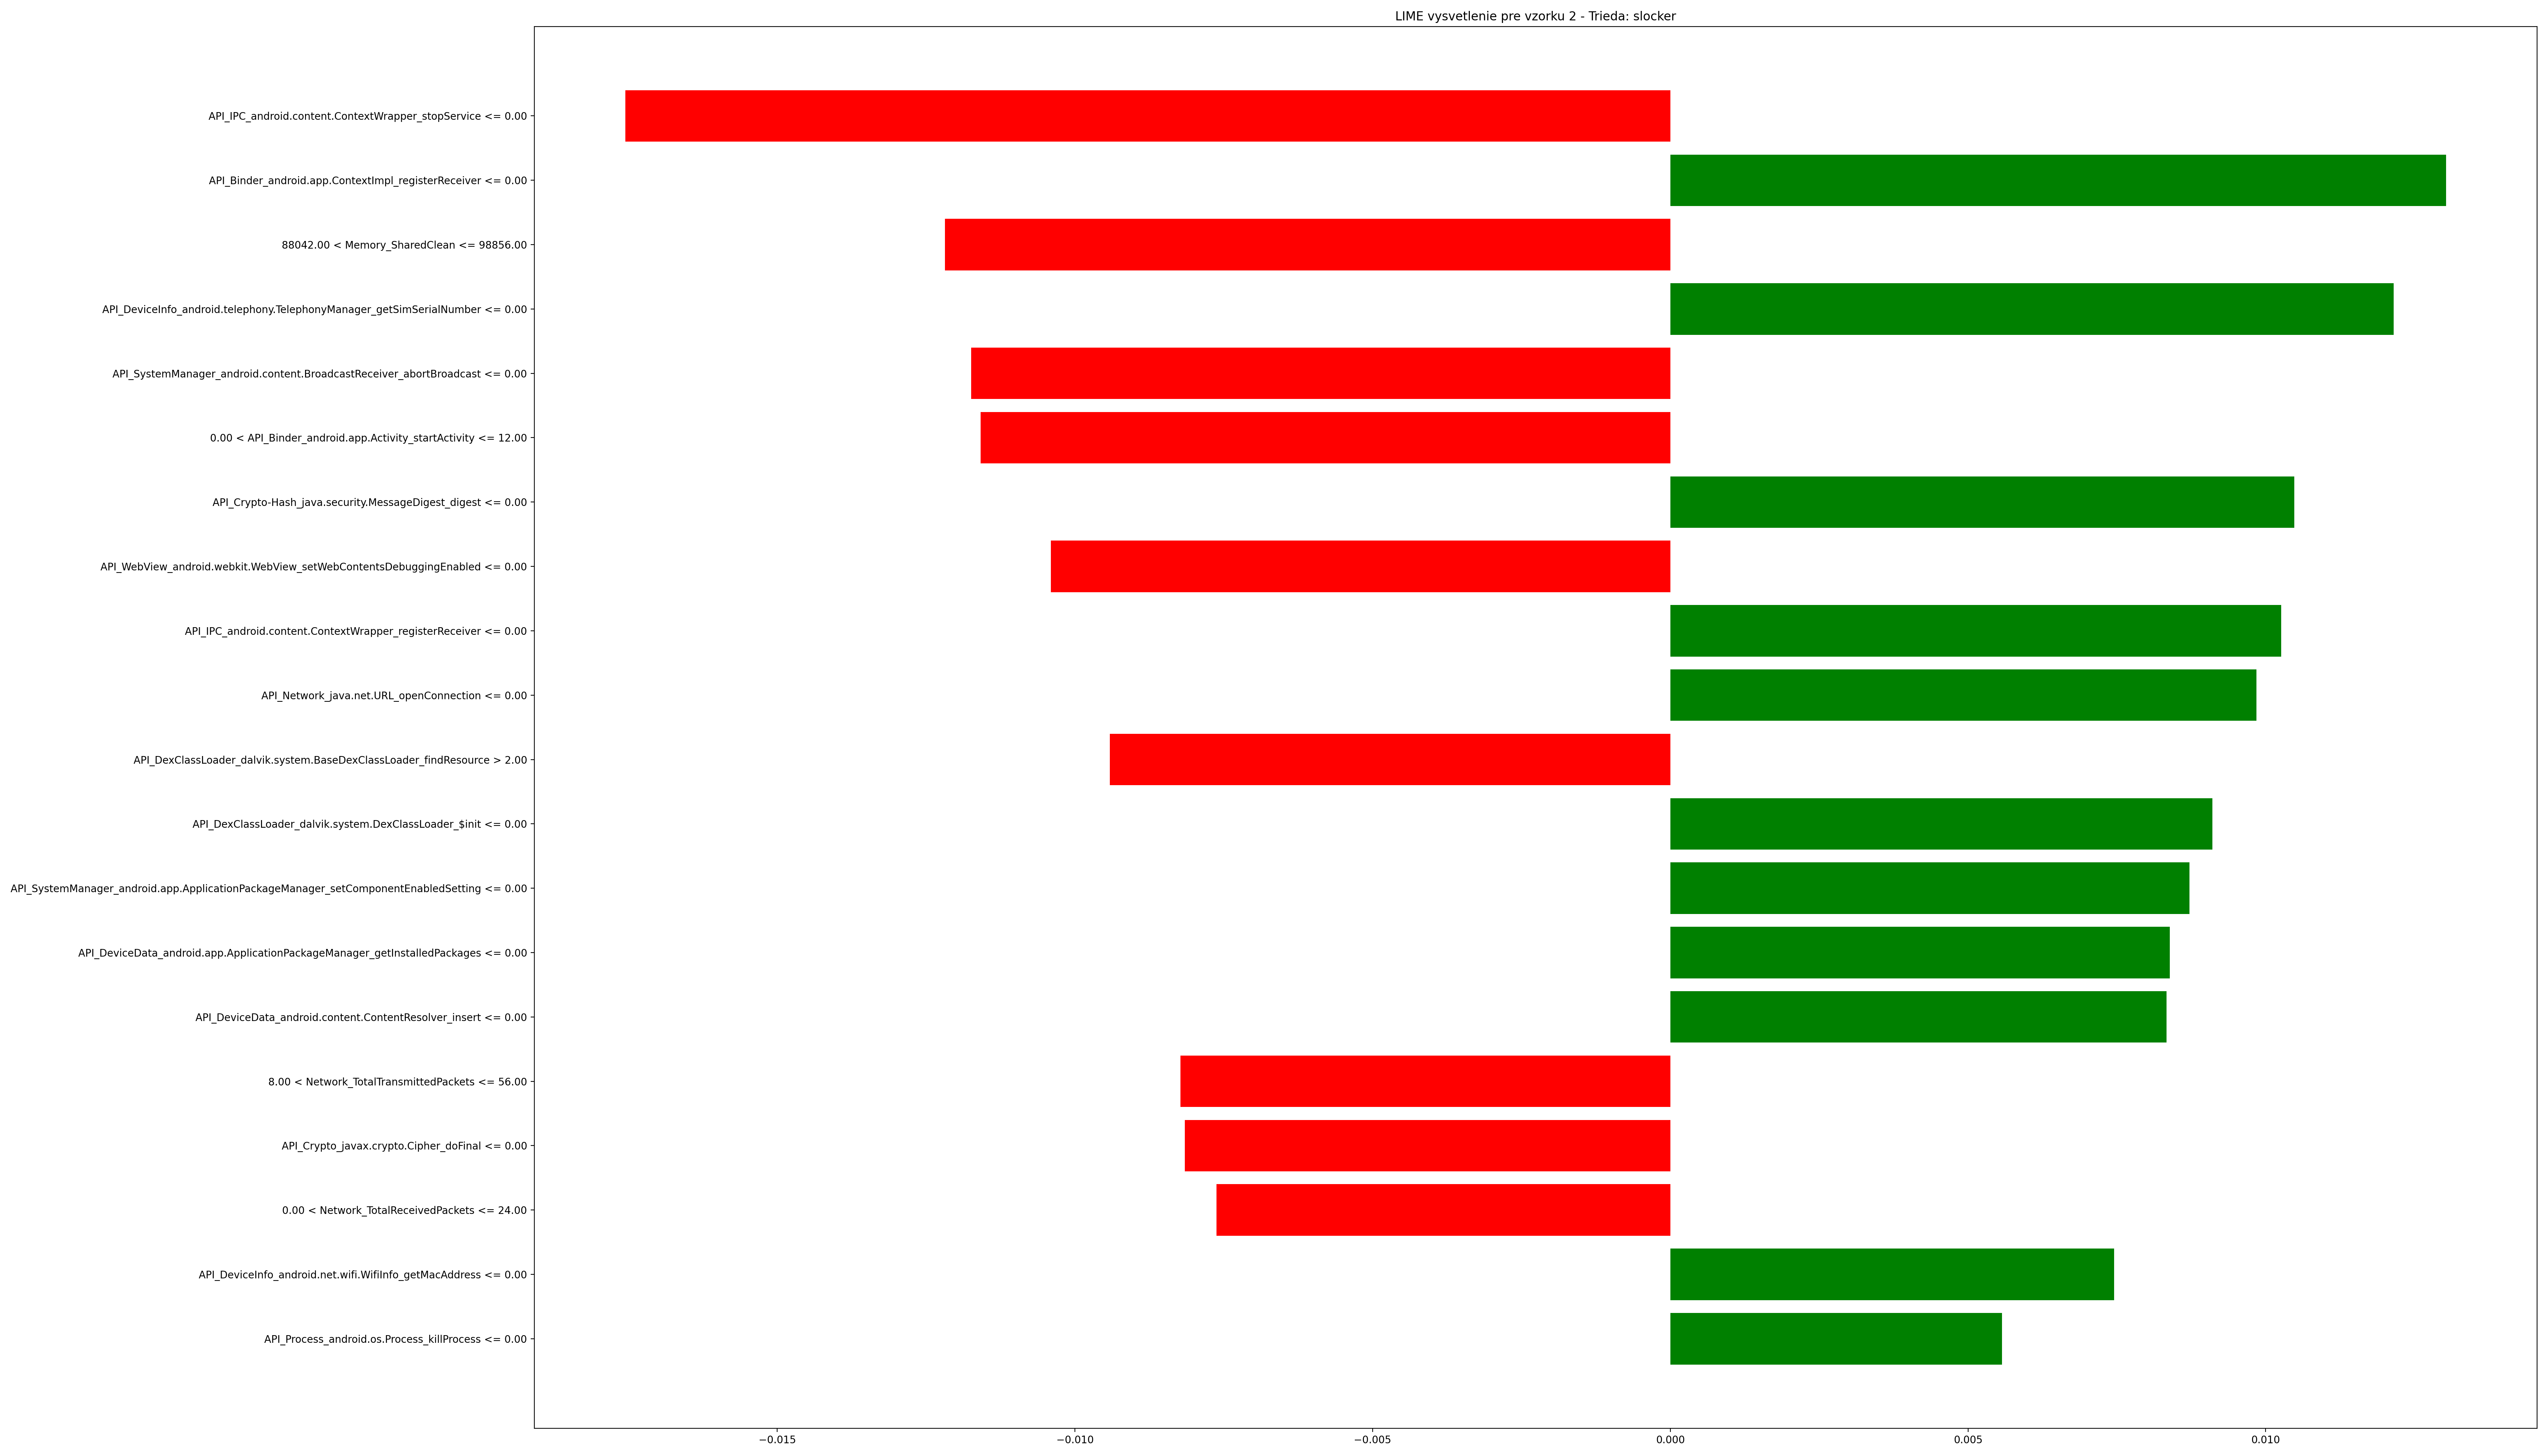 LIME vysvetlenie pre vzorku 2 - Trieda: slocker
API_IPC_android.content.ContextWrapper_stopService <= 0.00
API_Binder_android.app.ContextImpl_registerReceiver <= 0.00
88042.00 < Memory_SharedClean <= 98856.00
API_DeviceInfo_android.telephony.TelephonyManager_getSimSerialNumber <= 0.00
API_SystemManager_android.content.BroadcastReceiver_abortBroadcast <= 0.00
0.00 < API_Binder_android.app.Activity_startActivity <= 12.00
API_Crypto-Hash_java.security.MessageDigest_digest <= 0.00
API_WebView_android.webkit.WebView_setWebContentsDebuggingEnabled <= 0.00
API_IPC_android.content.ContextWrapper_registerReceiver <= 0.00
API_Network_java.net.URL_openConnection <= 0.00
API_DexClassLoader_dalvik.system.BaseDexClassLoader_findResource > 2.00
API_DexClassLoader_dalvik.system.DexClassLoader_$init <= 0.00
API_SystemManager_android.app.ApplicationPackageManager_setComponentEnabledSetting <= 0.00
API_DeviceData_android.app.ApplicationPackageManager_getInstalledPackages <= 0.00
API_DeviceData_android.content.ContentResolver_insert <= 0.00
8.00 < Network_TotalTransmittedPackets <= 56.00
API_Crypto_javax.crypto.Cipher_doFinal <= 0.00
0.00 < Network_TotalReceivedPackets <= 24.00
API_DeviceInfo_android.net.wifi.WifiInfo_getMacAddress <= 0.00
API_Process_android.os.Process_killProcess <= 0.00
−0.015 −0.010 −0.005 0.000 0.005 0.010